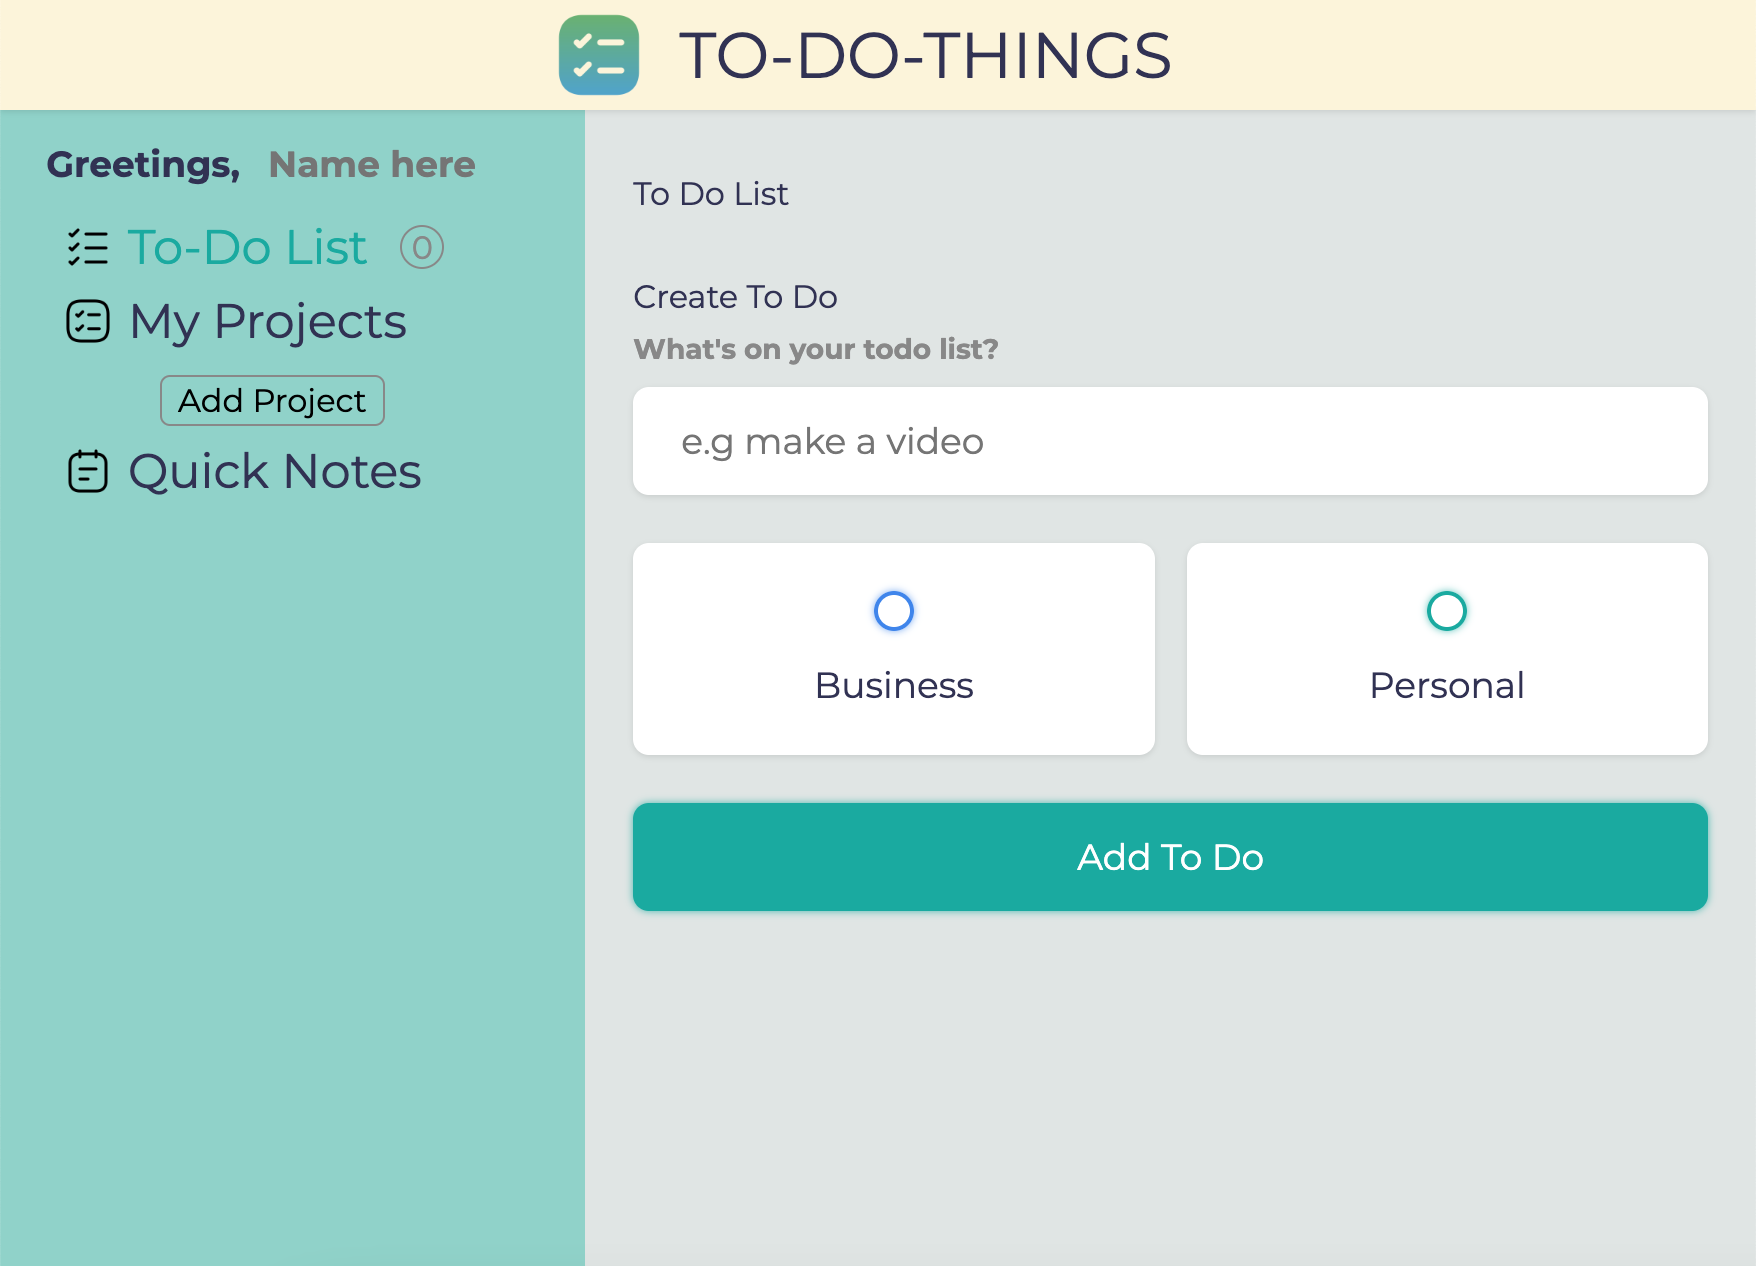 TO-DO-THINGS
Greetings, Name here
To-Do List 0
My Projects
Add Project
Quick Notes
To Do List
Create To Do
What's on your todo list?
e.g make a video
Business
Personal
Add To Do